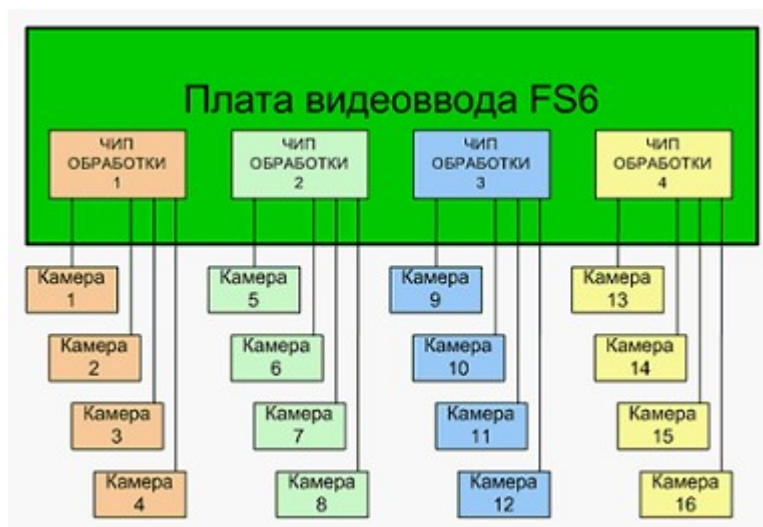 Плата видеоввода FS6
ЧИП
ОБРАБОТКИ
1
ЧИП
ОБРАБОТКИ
2
ЧИП
ОБРАБОТКИ
3
ЧИП
ОБРАБОТКИ
4
Камера
1
Камера
5
Камера
9
Камера
13
Камера
2
Камера
6
Камера
10
Камера
14
Камера
3
Камера
7
Камера
11
Камера
15
Камера
4
Камера
8
Камера
12
Камера
16